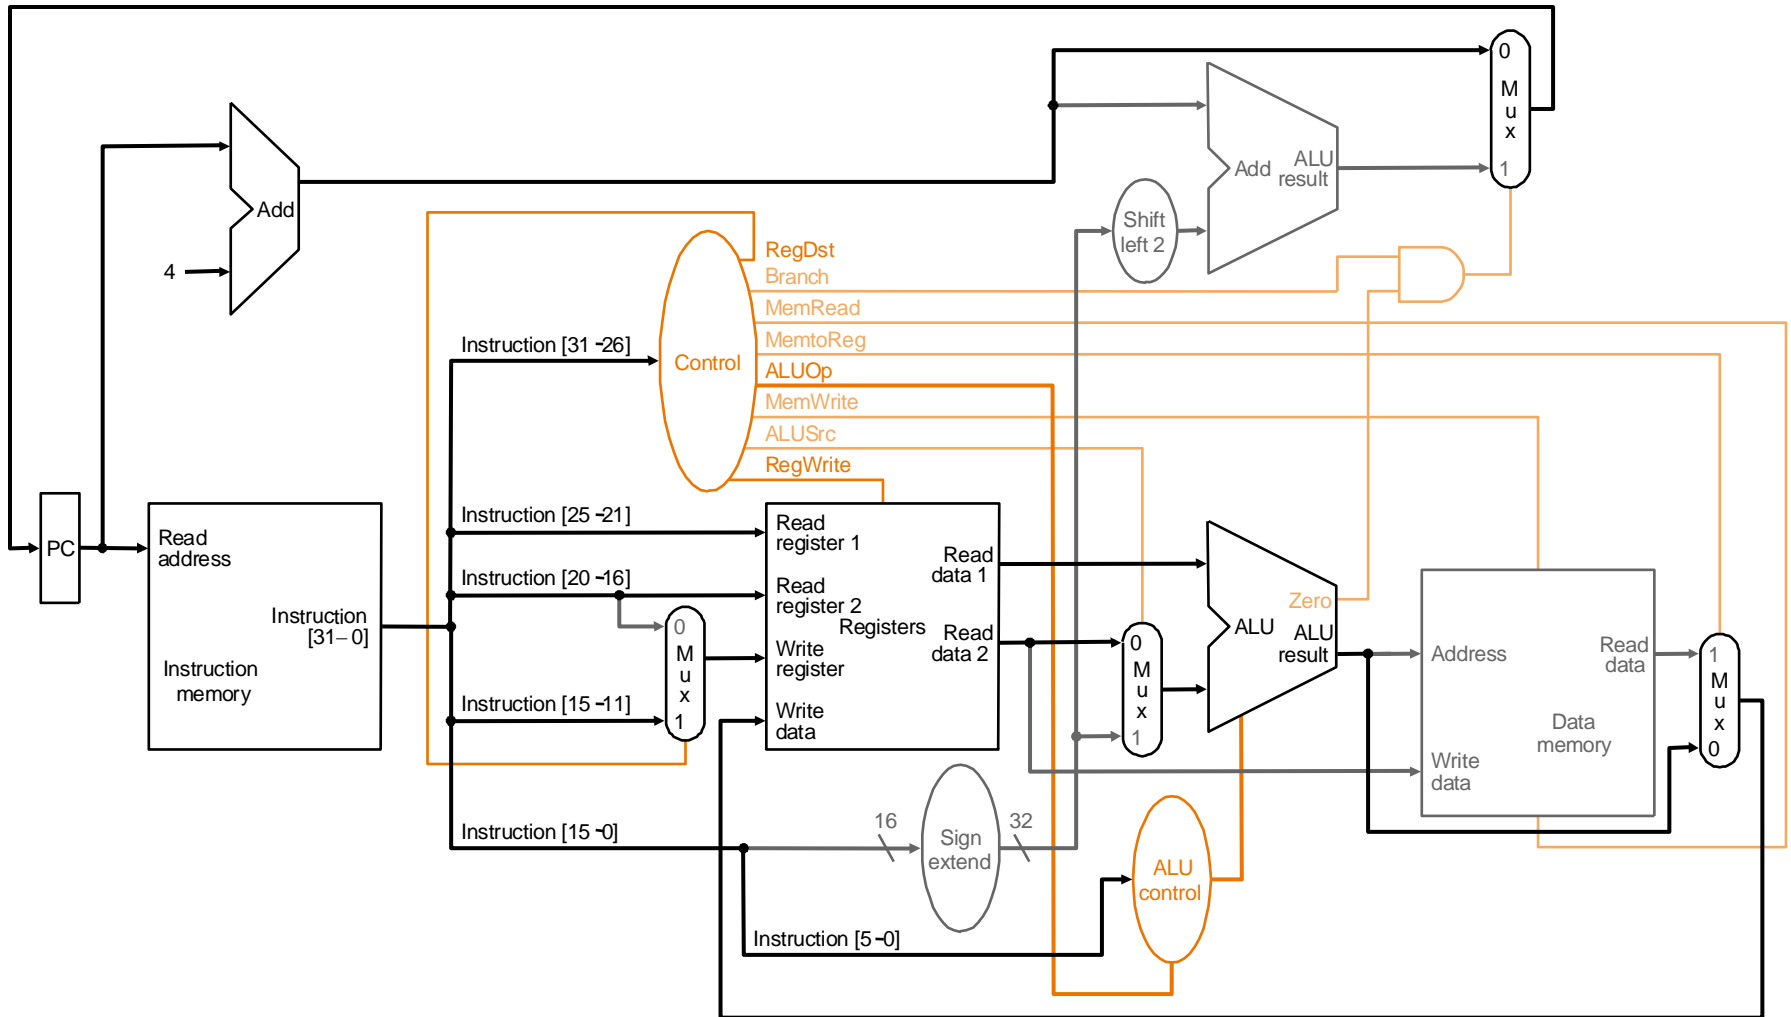 0
M
u
x
1
Add
ALU
result
Shift
left 2
Add
4
RegDst
Branch
MemRead
MemtoReg
ALUOp
MemWrite
ALUSrc
RegWrite
Control
Instruction [31-26]
Instruction [25-21]
Instruction [20-16]
Instruction [15-11]
Instruction [15-0]
Instruction [5-0]
PC
Read
address
Instruction
[31–0]
Instruction
memory
0
M
u
x
1
Read
register 1
Read
register 2
Write
register
Write
data
Registers
Read
data 1
Read
data 2
0
M
u
x
1
ALU
Zero
ALU
result
Address
Write
data
Read
data
Data
memory
1
M
u
x
0
16
Sign
extend
32
ALU
control